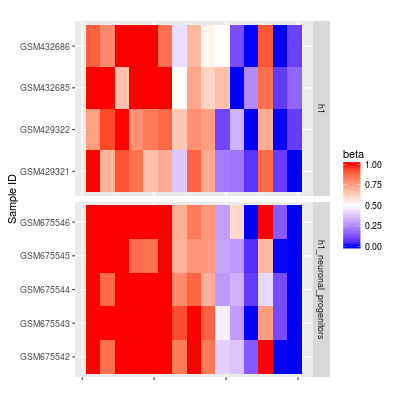 GSM432686
GSM432685
GSM429322
GSM429321
h1
GSM675546
GSM675545
GSM675544
GSM675543
GSM675542
h1_neuronal_progenitors
Sample ID
beta
1.00
0.75
0.50
0.25
0.00